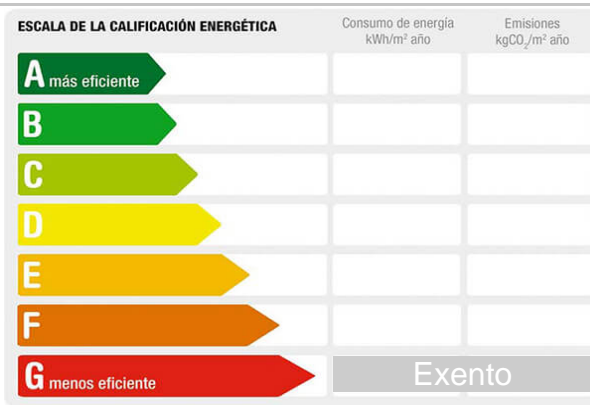 ESCALA DE LA CALIFICACIÓN ENERGÉTICA
Consumo de energía
kWh/m² año
Emisiones
kgCO₂/m² año
A más eficiente
B
C
D
E
F
G menos eficiente
Exento